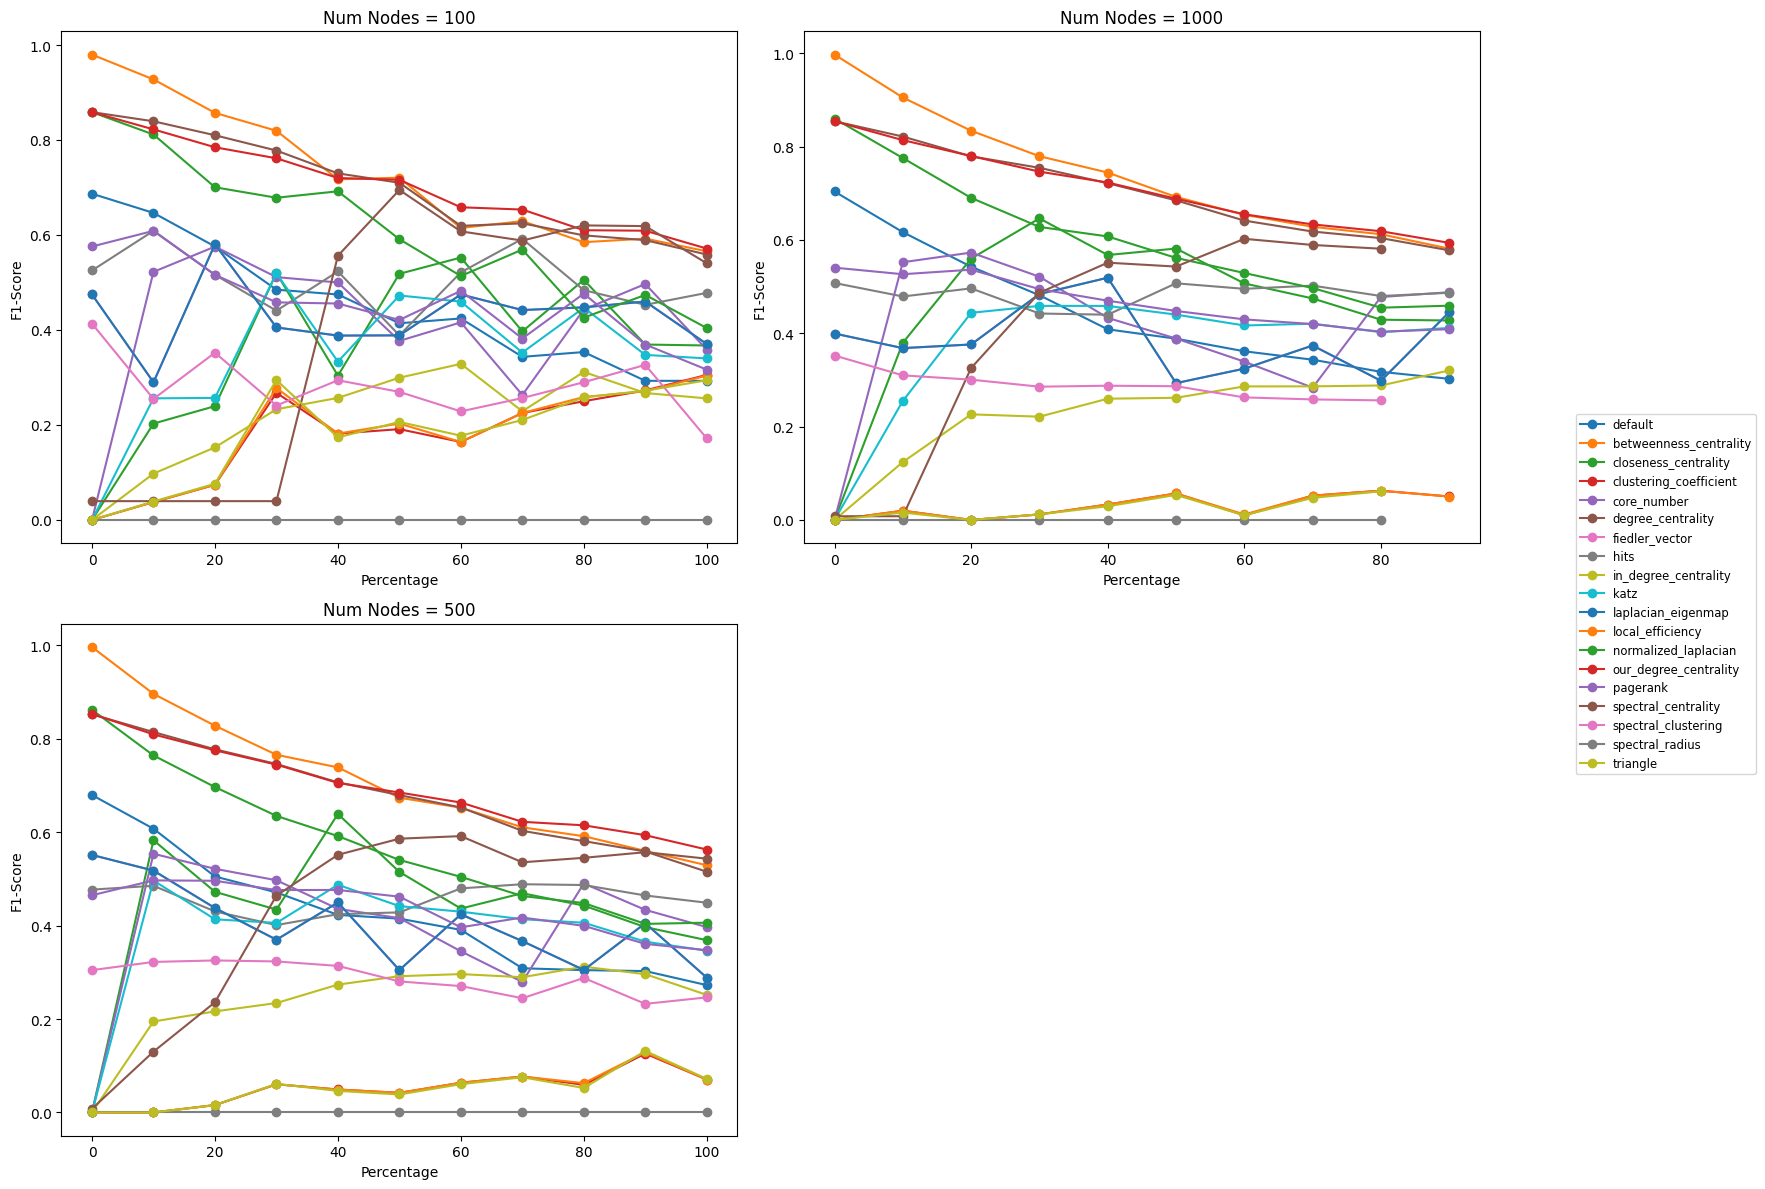 Num Nodes = 100
1.0
0.8
0.6
0.4
0.2
0.0
F1-Score
0 20 40 60 80 100
Percentage
Num Nodes = 1000
1.0
0.8
0.6
0.4
0.2
0.0
F1-Score
0 20 40 60 80
Percentage
Num Nodes = 500
1.0
0.8
0.6
0.4
0.2
0.0
F1-Score
0 20 40 60 80 100
Percentage
default
betweenness_centrality
closeness_centrality
clustering_coefficient
core_number
degree_centrality
fiedler_vector
hits
in_degree_centrality
katz
laplacian_eigenmap
local_efficiency
normalized_laplacian
our_degree_centrality
pagerank
spectral_centrality
spectral_clustering
spectral_radius
triangle